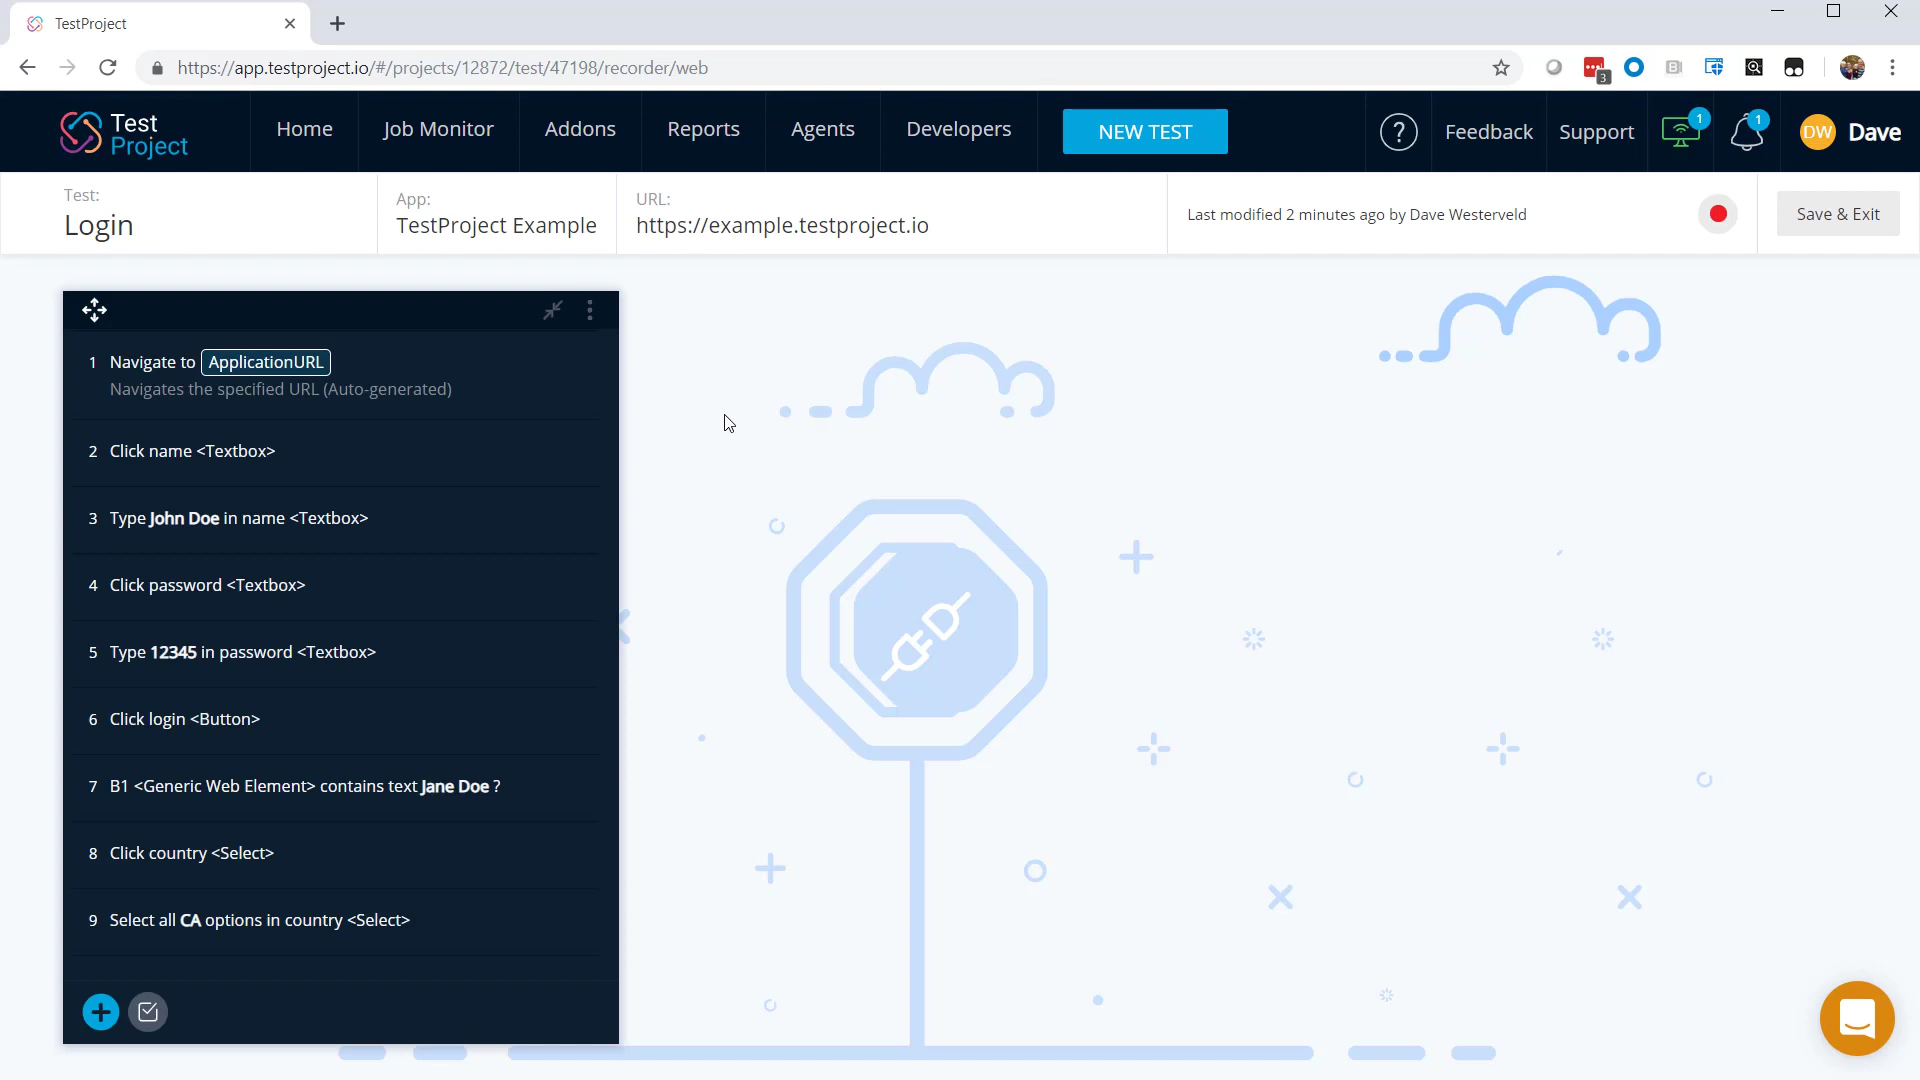 TestProject
https://app.testproject.io/#/projects/12872/test/47198/recorder/web
3
Test
Project
Home
Job Monitor
Addons
Reports
Agents
Developers
NEW TEST
?
Feedback
Support
1
1
DW
Dave
Test:
Login
App:
TestProject Example
URL:
https://example.testproject.io
Last modified 2 minutes ago by Dave Westerveld
Save & Exit
1 Navigate to ApplicationURL
Navigates the specified URL (Auto-generated)
2 Click name <Textbox>
3 Type John Doe in name <Textbox>
4 Click password <Textbox>
5 Type 12345 in password <Textbox>
6 Click login <Button>
7 B1 <Generic Web Element> contains text Jane Doe ?
8 Click country <Select>
9 Select all CA options in country <Select>